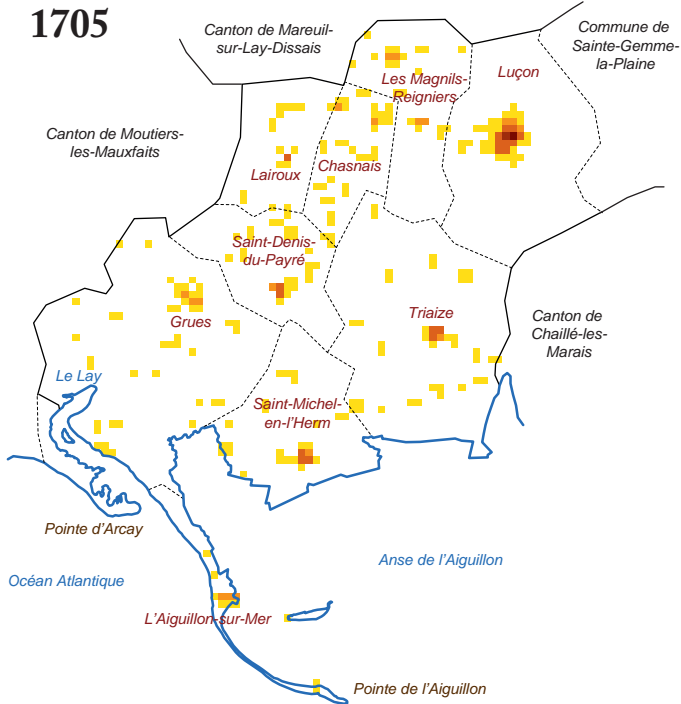 1705
Canton de Mareuil-
sur-Lay-Dissais
Commune de
Sainte-Gemme-
la-Plaine
Les Magnils-
Reigniers
Luçon
Canton de Moutiers-
les-Mauxfaits
Lairoux
Chasnais
Saint-Denis-
du-Payré
Grues
Triaize
Canton de
Chaillé-les-
Marais
Le Lay
Saint-Michel-
en-l'Herm
Pointe d'Arcay
Océan Atlantique
Anse de l'Aiguillon
L'Aiguillon-sur-Mer
Pointe de l'Aiguillon